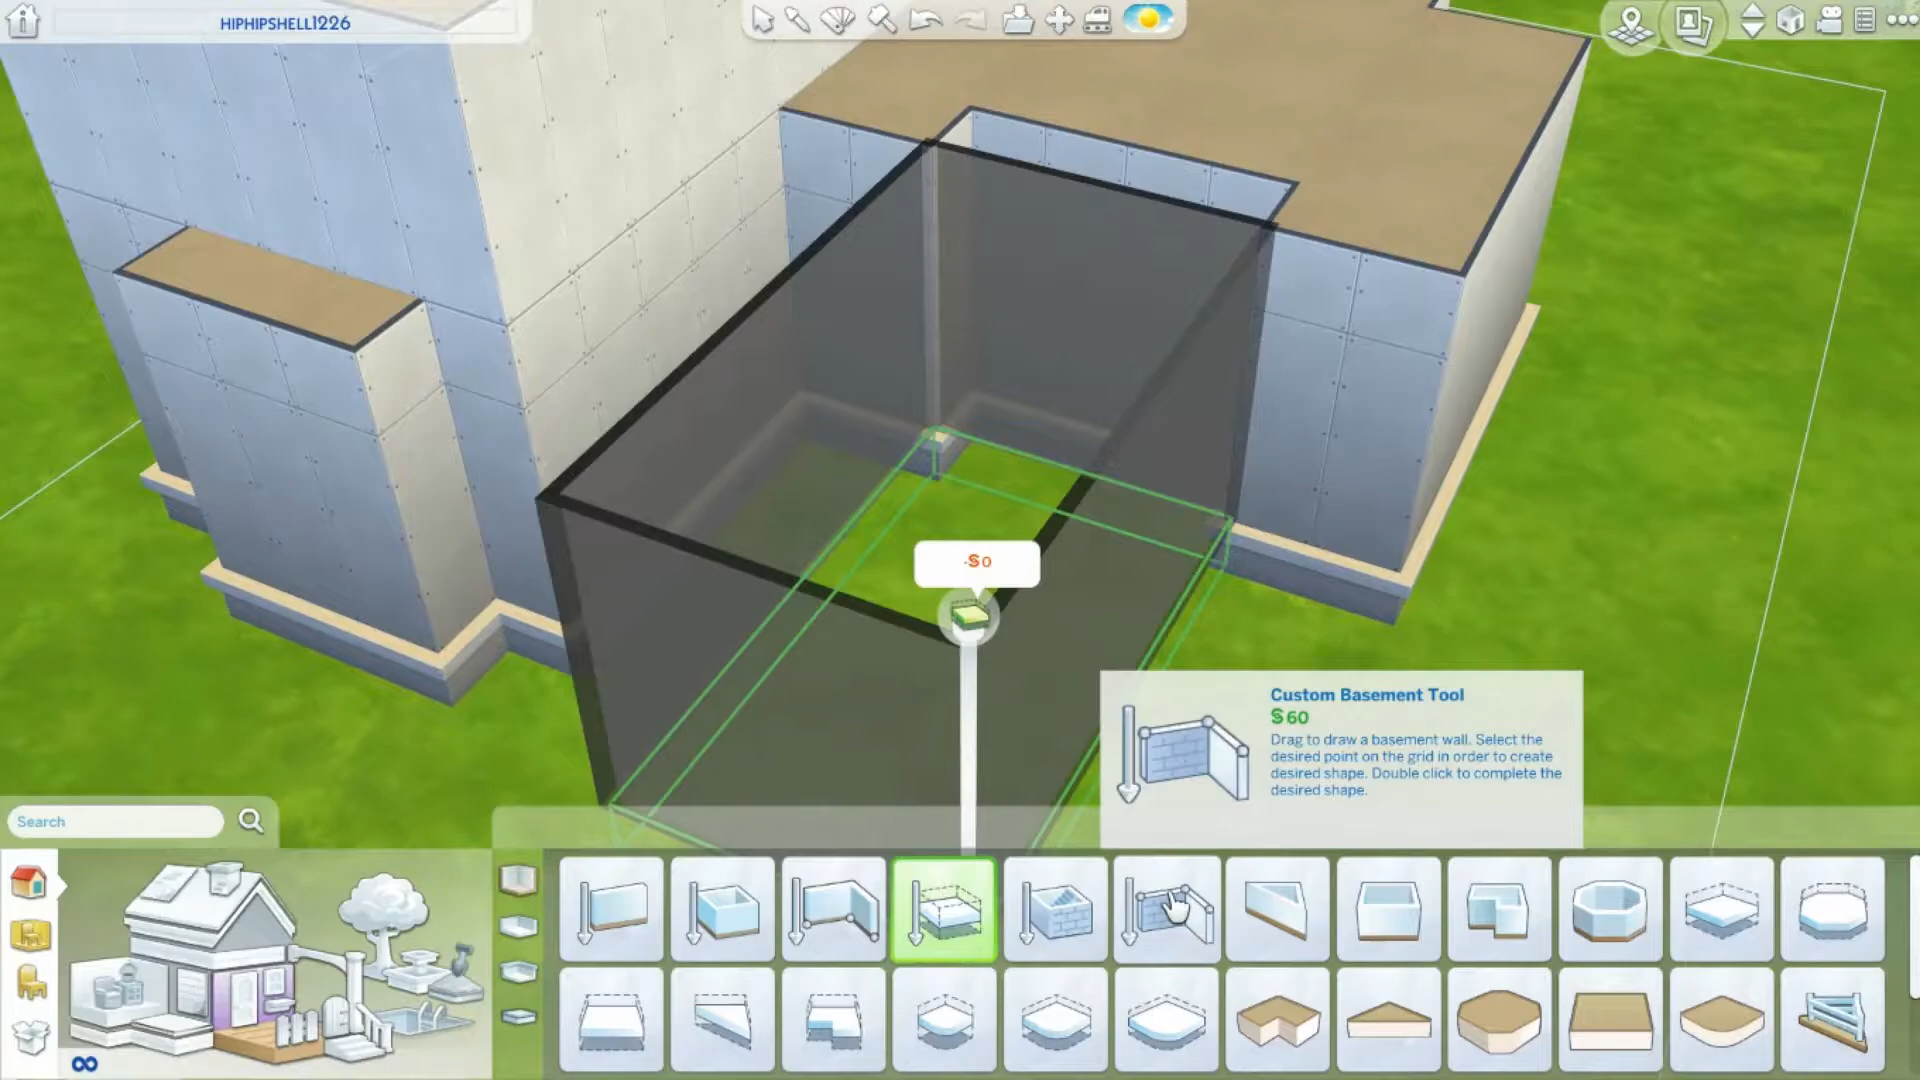 HIPHIPSHELL1226
-§0
Custom Basement Tool
§60
Drag to draw a basement wall. Select the
desired point on the grid in order to create
desired shape. Double click to complete the
desired shape.
Search